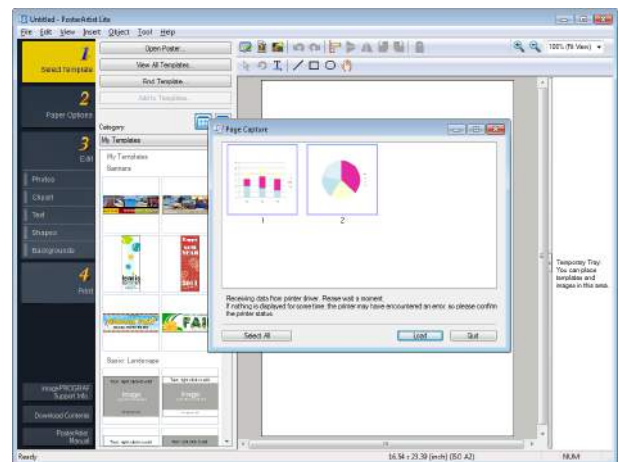 Untitled - PosterArtist Lite
File Edit View Insert Object Tool Help
1
Select Template
2
Paper Options
3
Edit
Photos
Clipart
Text
Shapes
Backgrounds
4
Print
imagePROGRAF
Support Info.
Download Contents
PosterArtist
Manual
Open Poster...
View All Templates...
Find Template...
Add to Templates...
Category
My Templates
My Templates
Banners
tennis
FAIR
Basic Landscape
Image
Image
100% (Fit View)
Page Capture
1
2
Receiving data from printer driver. Please wait a moment.
If nothing is displayed for some time, the printer may have encountered an error, so please confirm
the printer status.
Select All
Load
Quit
Temporary Tray
You can place
templates and
images in this area.
Ready
16.54 x 23.39 (inch) (ISO A2)
NUM